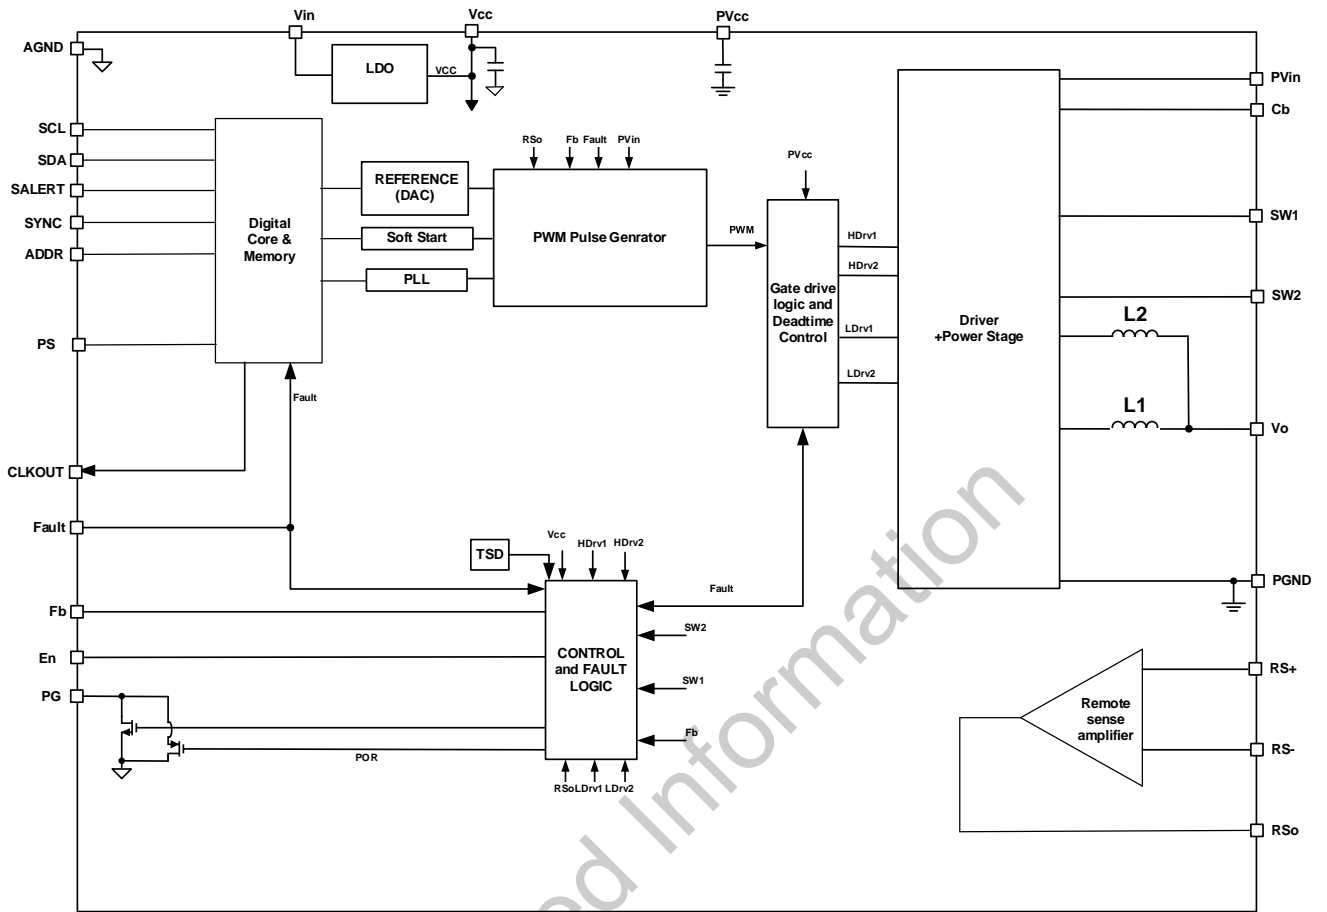 Vin
Vcc
PVcc
AGND
LDO
VCC
PVin
Cb
SCL
SDA
SALERT
SYNC
ADDR
PS
Digital
Core &
Memory
REFERENCE
(DAC)
Soft Start
PLL
RSo
Fb
Fault
PVin
PWM Pulse Genrator
PWM
PVcc
Gate drive
logic and
Deadtime
Control
HDrv1
HDrv2
LDrv1
LDrv2
Driver
+Power Stage
SW1
SW2
L2
L1
Vo
Fault
CLKOUT
Fault
TSD
Vcc
HDrv1
HDrv2
Fault
PGND
Fb
En
PG
CONTROL
and FAULT
LOGIC
SW2
SW1
Fb
POR
RSo
LDrv1
LDrv2
RS+
Remote
sense
amplifier
RS-
RSo
ed Information